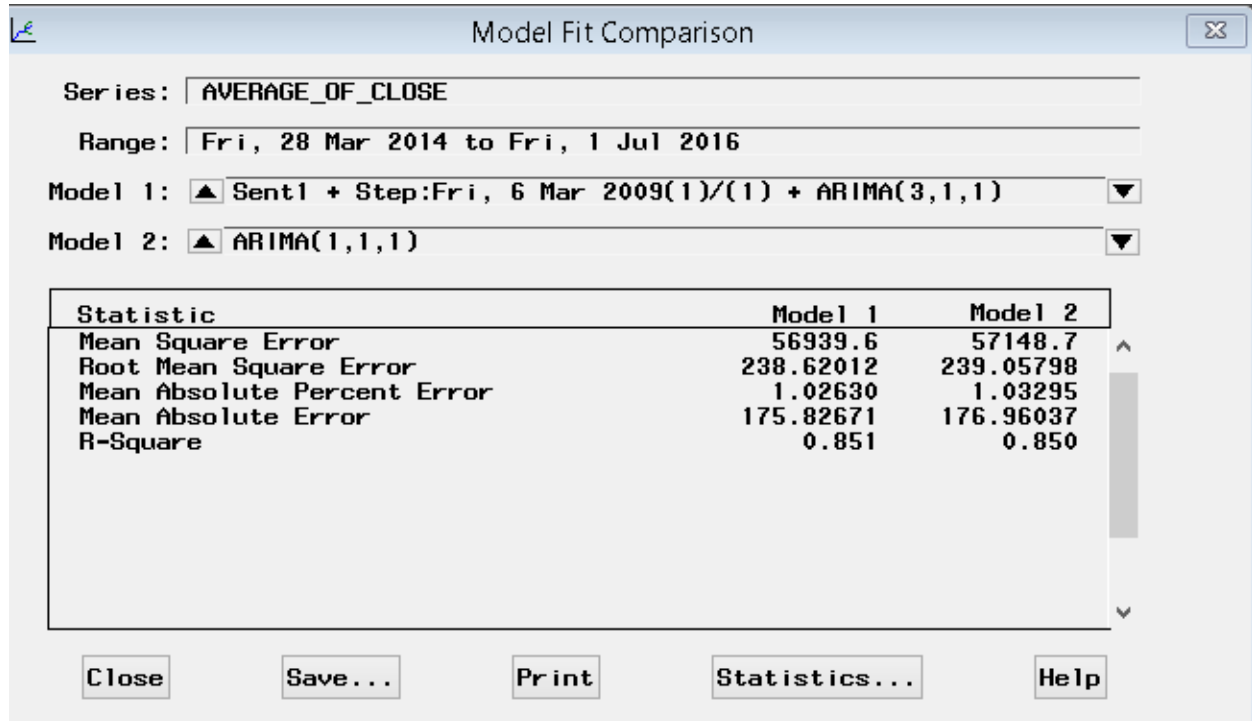 Model Fit Comparison
Series: AVERAGE_OF_CLOSE
Range: Fri, 28 Mar 2014 to Fri, 1 Jul 2016
Model 1: Sent1 + Step:Fri, 6 Mar 2009(1)/(1) + ARIMA(3,1,1)
Model 2: ARIMA(1,1,1)
Statistic Model 1 Model 2
Mean Square Error 56939.6 57148.7
Root Mean Square Error 238.62012 239.05798
Mean Absolute Percent Error 1.02630 1.03295
Mean Absolute Error 175.82671 176.96037
R-Square 0.851 0.850
Close Save... Print Statistics... Help